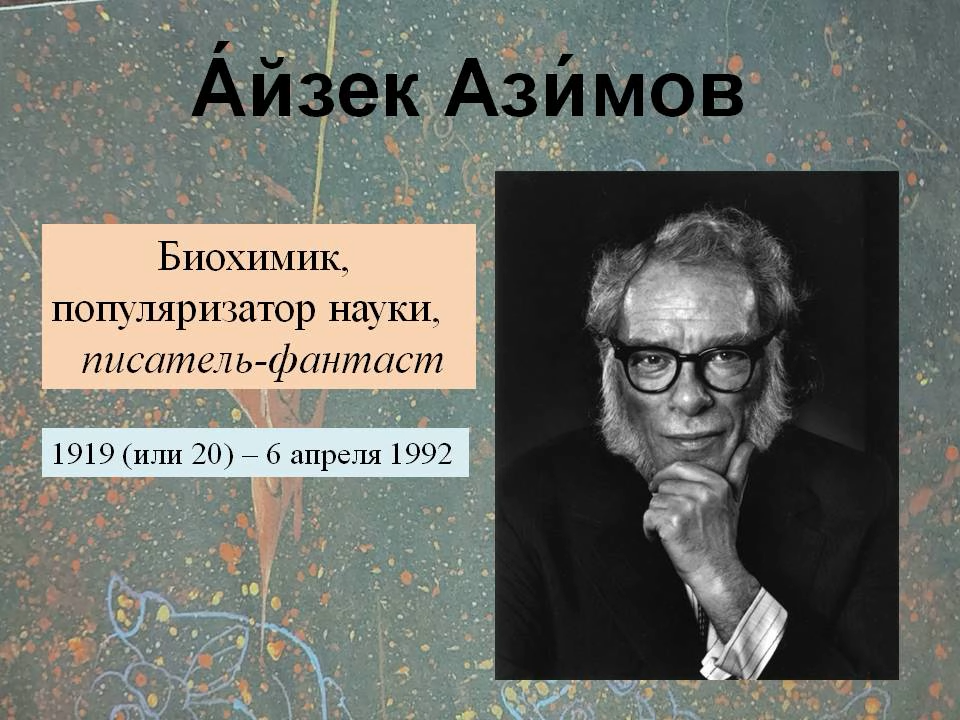 А́йзек Ази́мов
Биохимик,
популяризатор науки,
писатель-фантаст
1919 (или 20) – 6 апреля 1992